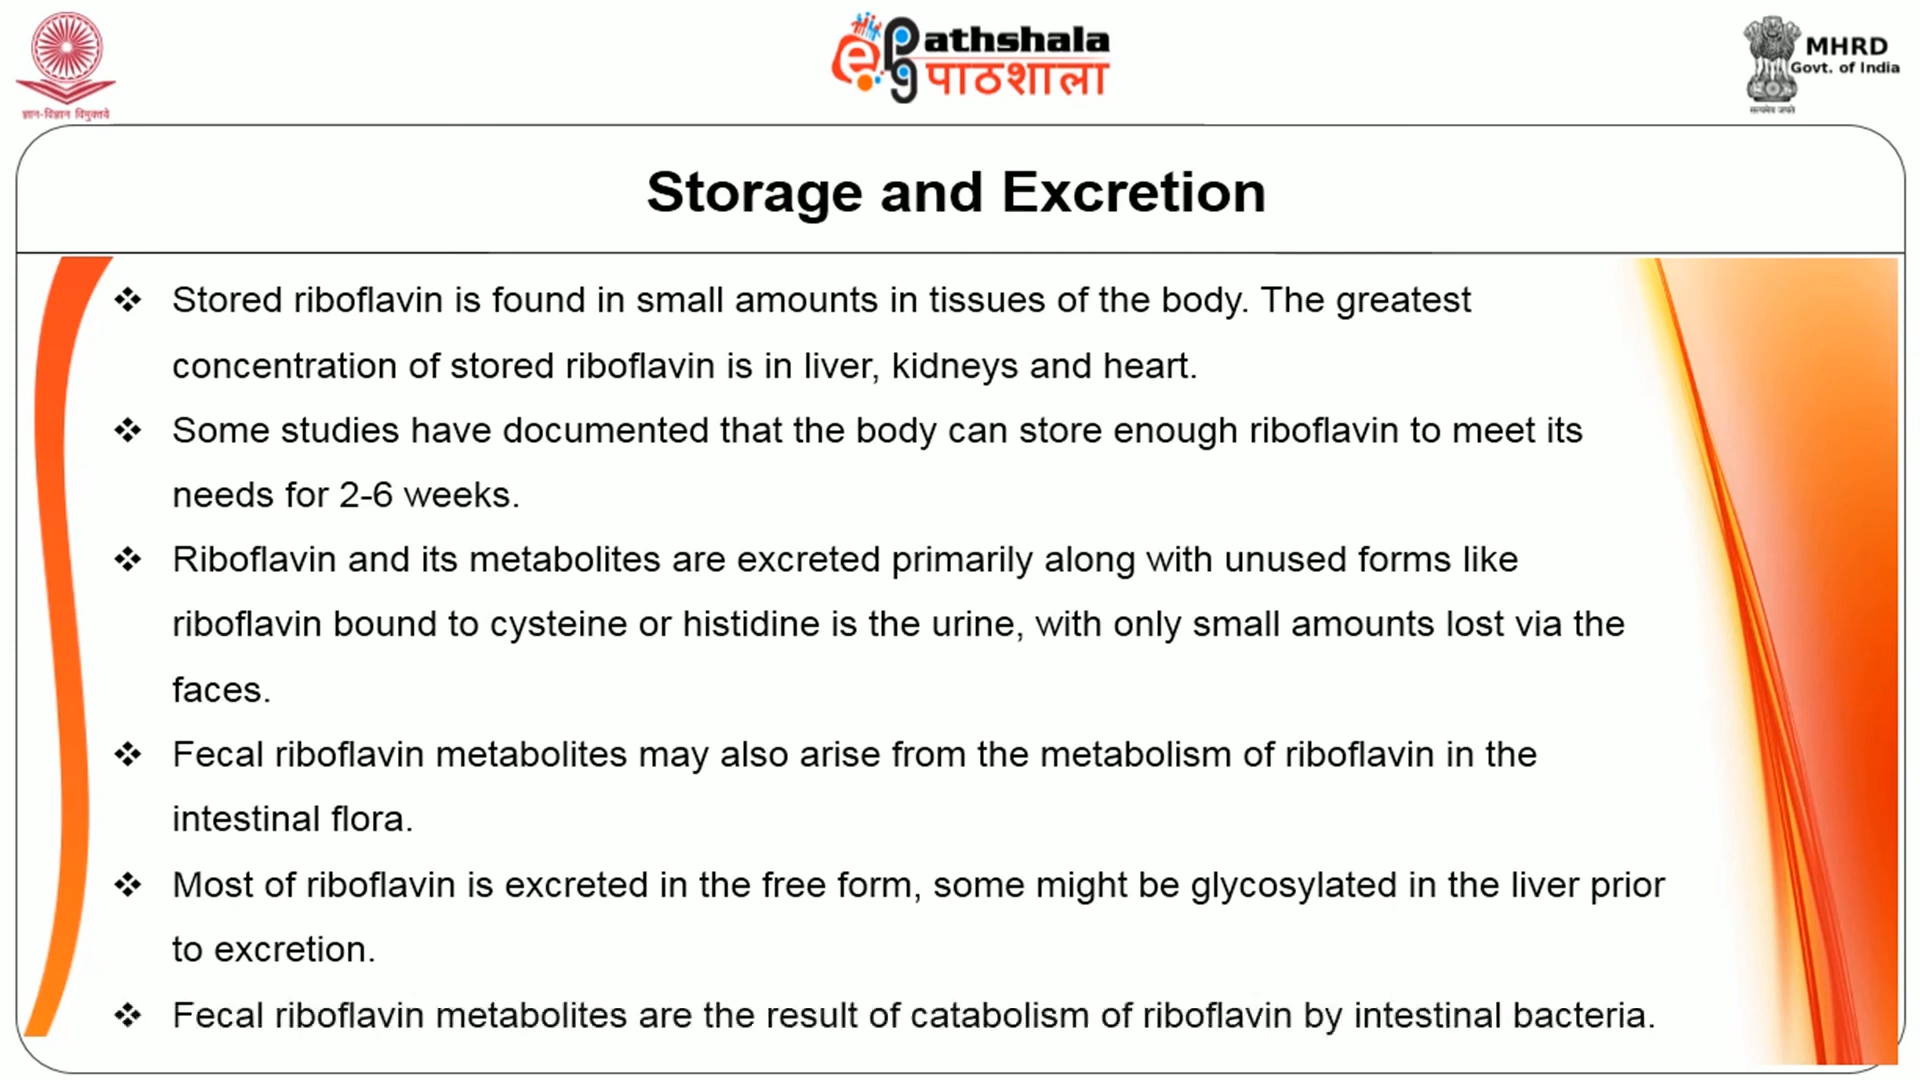 ज्ञान-विज्ञान विमुक्तये
e pg Pathshala
पाठशाला
MHRD
Govt. of India
सत्यमेव जयते
Storage and Excretion
❖ Stored riboflavin is found in small amounts in tissues of the body. The greatest
concentration of stored riboflavin is in liver, kidneys and heart.
❖ Some studies have documented that the body can store enough riboflavin to meet its
needs for 2-6 weeks.
❖ Riboflavin and its metabolites are excreted primarily along with unused forms like
riboflavin bound to cysteine or histidine is the urine, with only small amounts lost via the
faces.
❖ Fecal riboflavin metabolites may also arise from the metabolism of riboflavin in the
intestinal flora.
❖ Most of riboflavin is excreted in the free form, some might be glycosylated in the liver prior
to excretion.
❖ Fecal riboflavin metabolites are the result of catabolism of riboflavin by intestinal bacteria.